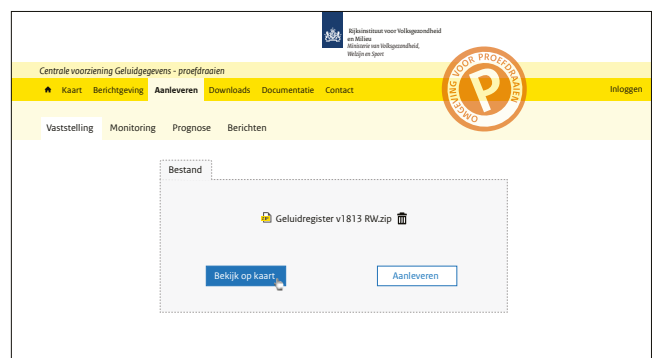 Rijksinstituut voor Volksgezondheid
en Milieu
Ministerie van Volksgezondheid,
Welzijn en Sport
Centrale voorziening Geluidgegevens - proefdraaien
Kaart Berichtgeving Aanleveren Downloads Documentatie Contact Inloggen
OMGEVING VOOR PROEFDRAAIEN
P
Vaststelling Monitoring Prognose Berichten
Bestand
Geluidregister v1813 RW.zip
Bekijk op kaart
Aanleveren